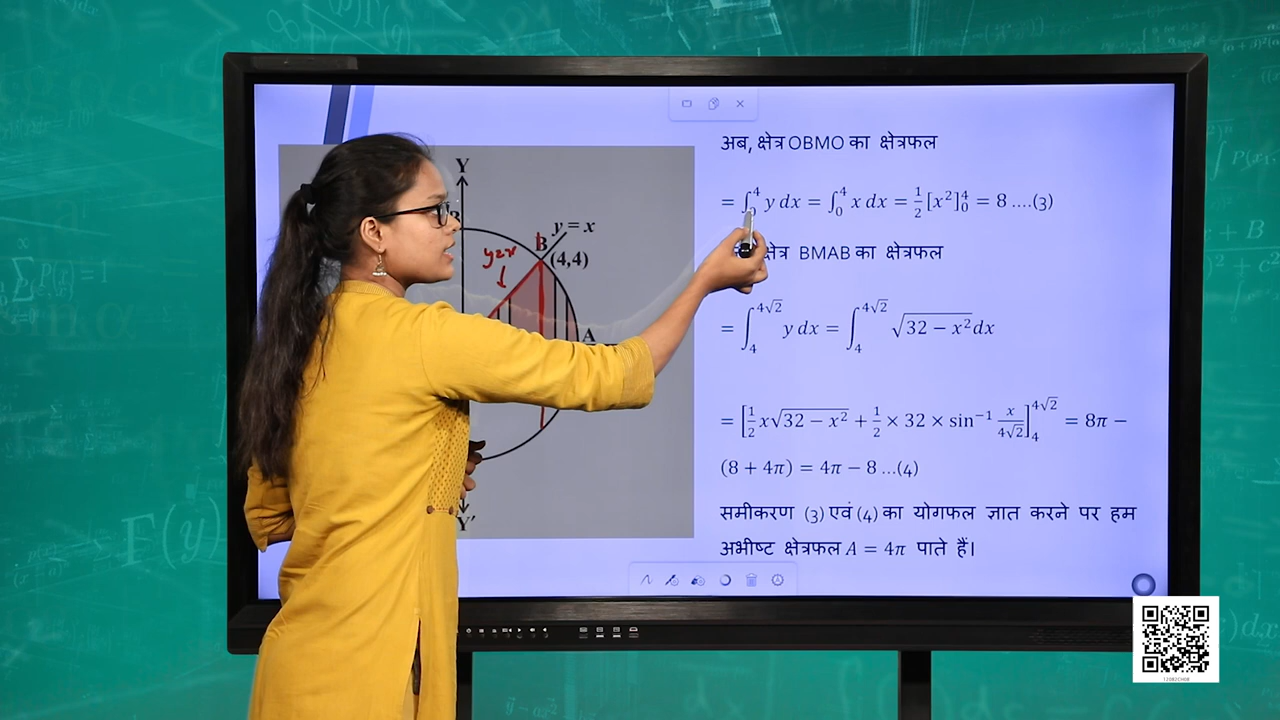 Y
B
y = x
B
(4,4)
y=x
A
Y′
अब, क्षेत्र OBMO का क्षेत्रफल
= ∫₀⁴ y dx = ∫₀⁴ x dx = 1/2 [x²]₀⁴ = 8 ....(3)
क्षेत्र BMAB का क्षेत्रफल
= ∫₄^{4√2} y dx = ∫₄^{4√2} √(32 − x²) dx
= [1/2 x√(32 − x²) + 1/2 × 32 × sin⁻¹ x/(4√2)]₄^{4√2} = 8π −
(8 + 4π) = 4π − 8 ...(4)
समीकरण (3) एवं (4) का योगफल ज्ञात करने पर हम
अभीष्ट क्षेत्रफल A = 4π पाते हैं।
12082CH08